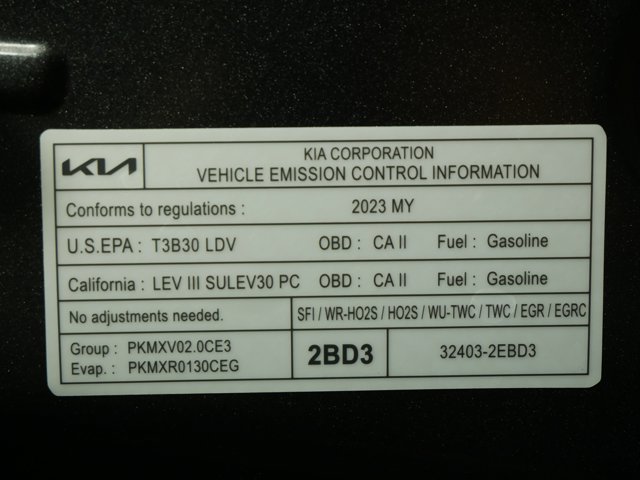 KIA
KIA CORPORATION
VEHICLE EMISSION CONTROL INFORMATION
Conforms to regulations : 2023 MY
U.S.EPA : T3B30 LDV OBD : CA II Fuel : Gasoline
California : LEV III SULEV30 PC OBD : CA II Fuel : Gasoline
No adjustments needed. SFI / WR-HO2S / HO2S / WU-TWC / TWC / EGR / EGRC
Group : PKMXV02.0CE3
Evap. : PKMXR0130CEG
2BD3
32403-2EBD3